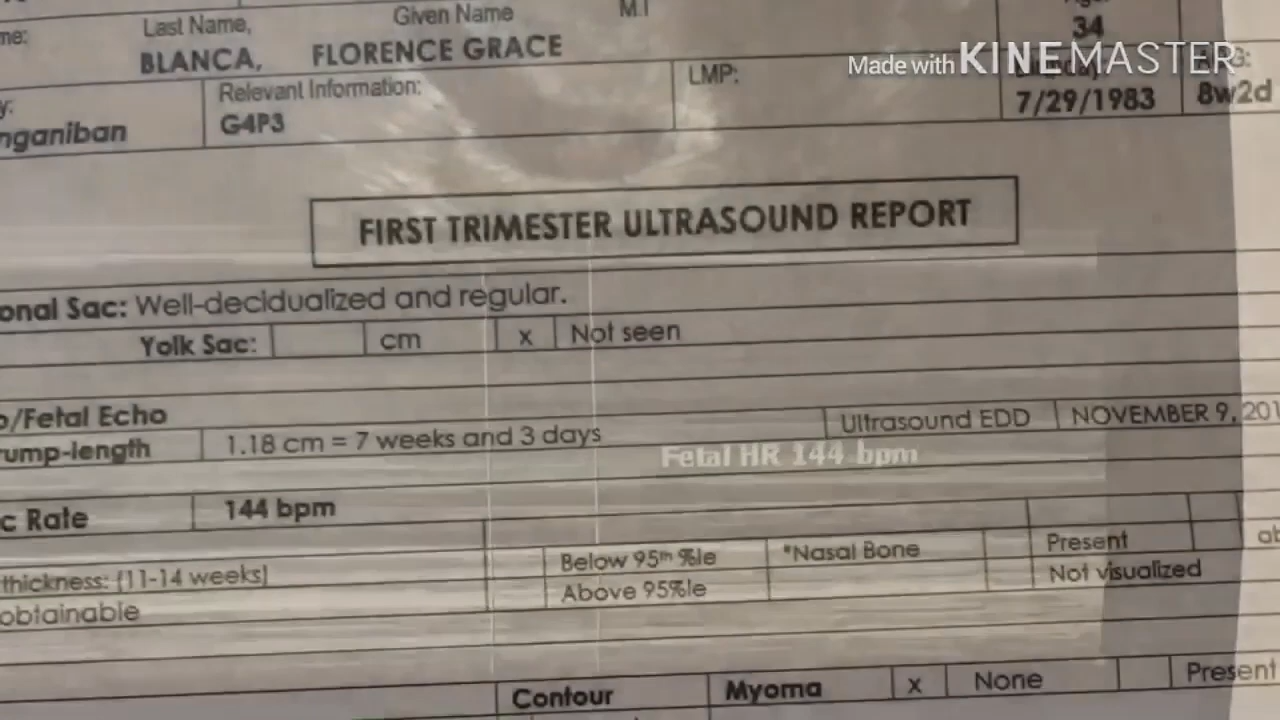 me: Last Name, Given Name M.I
BLANCA, FLORENCE GRACE 34
Made with KINEMASTER
y: Relevant Information: LMP:
nganiban G4P3 7/29/1983 8w2d
FIRST TRIMESTER ULTRASOUND REPORT
onal Sac: Well-decidualized and regular.
Yolk Sac: cm x Not seen
o/Fetal Echo
ump-length 1.18 cm = 7 weeks and 3 days Ultrasound EDD NOVEMBER 9, 201
Fetal HR 144 bpm
c Rate 144 bpm
thickness: (11-14 weeks) Below 95th %le *Nasal Bone Present ab
obtainable Above 95%le Not visualized
Contour Myoma x None Present